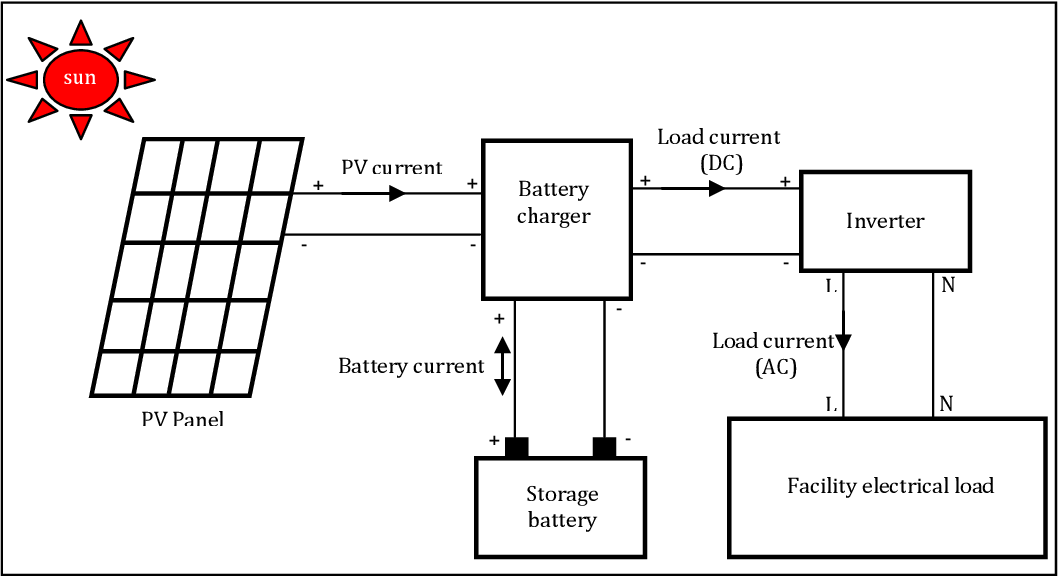 sun
PV current
+
+
-
-
PV Panel
Battery
charger
Load current
(DC)
+
+
-
-
Inverter
+
-
Battery current
+
-
Storage
battery
L
N
Load current
(AC)
L
N
Facility electrical load